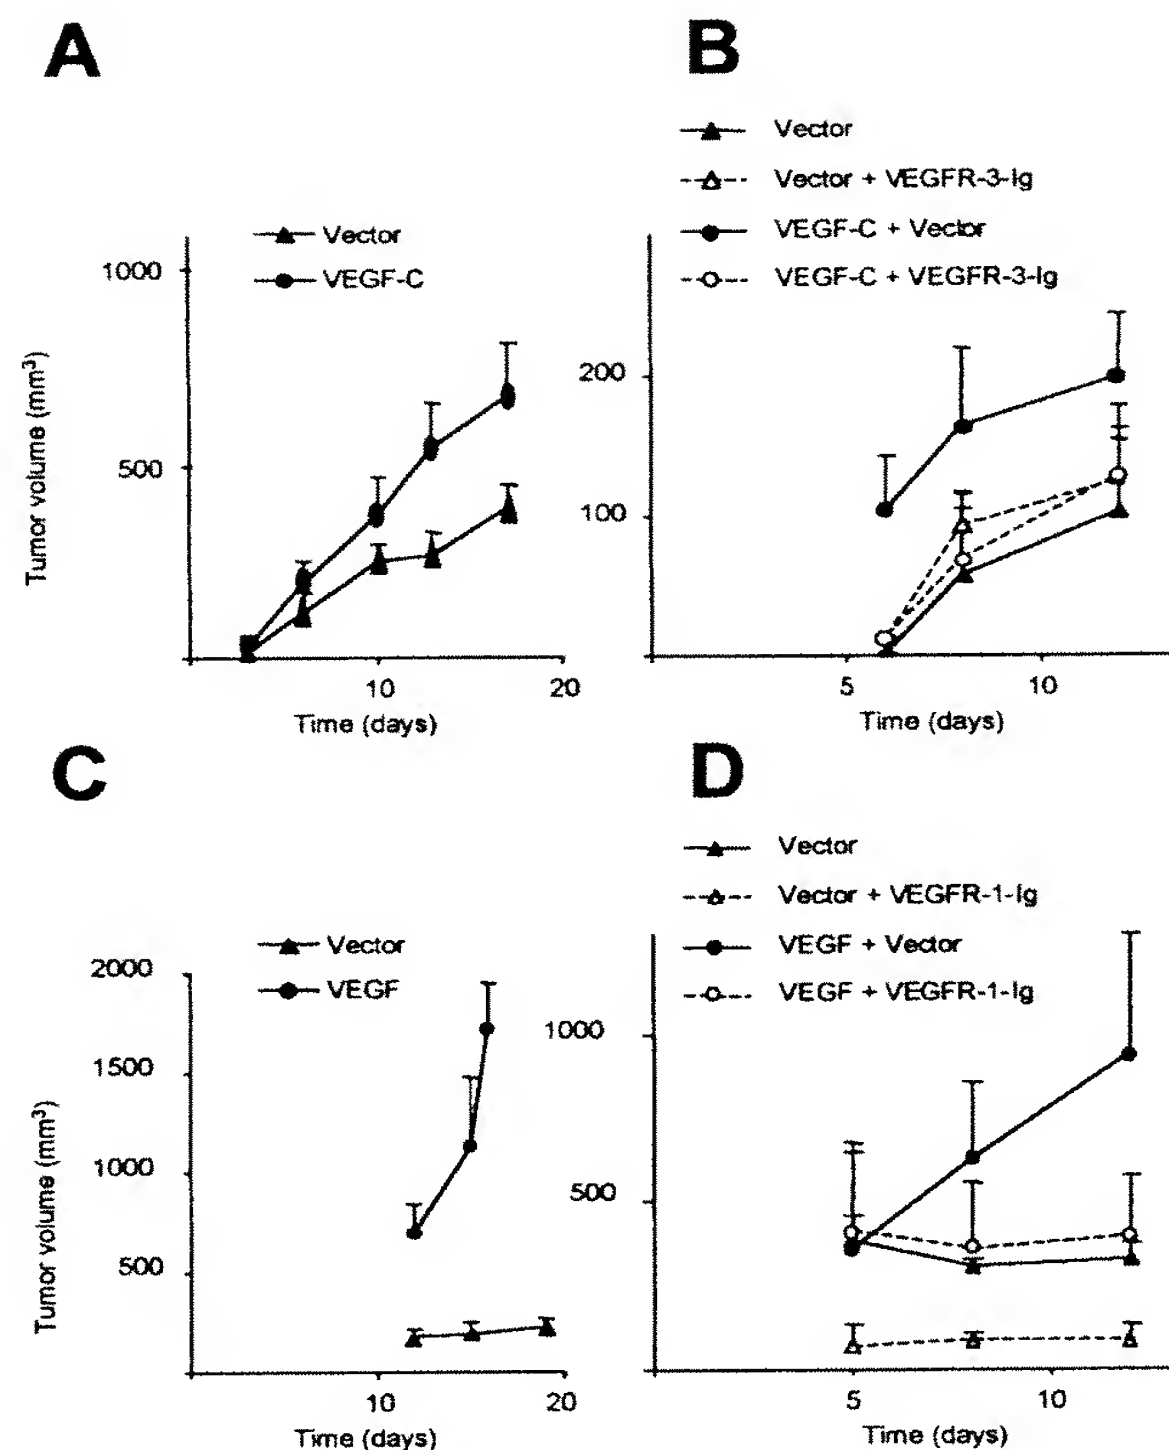 A
Vector
VEGF-C
1000
500
Tumor volume (mm³)
10
20
Time (days)
B
Vector
Vector + VEGFR-3-Ig
VEGF-C + Vector
VEGF-C + VEGFR-3-Ig
200
100
5
10
Time (days)
C
Vector
VEGF
2000
1500
1000
500
Tumor volume (mm³)
10
20
Time (days)
D
Vector
Vector + VEGFR-1-Ig
VEGF + Vector
VEGF + VEGFR-1-Ig
1000
500
5
10
Time (days)